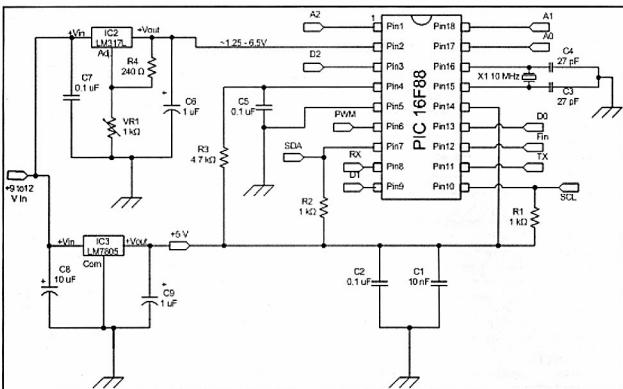 IC2
LM317L
+Vin
+Vout
Adj.
R4
240 Ω
C7
0.1 uF
C6
1 uF
+
VR1
1 kΩ
~1.25 - 6.5V
A2
D2
C5
0.1 uF
R3
4.7 kΩ
PWM
SDA
RX
D1
R2
1 kΩ
1
Pin1
Pin2
Pin3
Pin4
Pin5
Pin6
Pin7
Pin8
Pin9
PIC 16F88
Pin18
Pin17
Pin16
Pin15
Pin14
Pin13
Pin12
Pin11
Pin10
A1
A0
C4
27 pF
X1 10 MHz
C3
27 pF
D0
Fin
TX
SCL
R1
1 kΩ
+9 to12
V In
IC3
LM7805
+Vin
+Vout
Com
+5 V
C8
10 uF
+
C9
1 uF
+
C2
0.1 uF
C1
10 nF